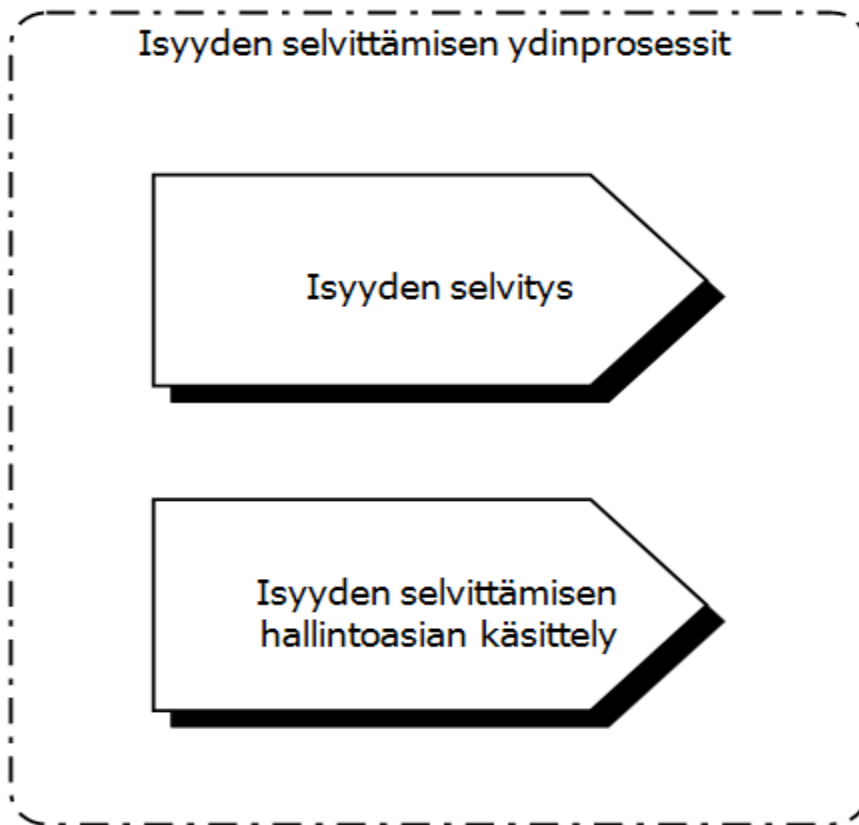 Isyyden selvittämisen ydinprosessit
Isyyden selvitys
Isyyden selvittämisen
hallintoasian käsittely